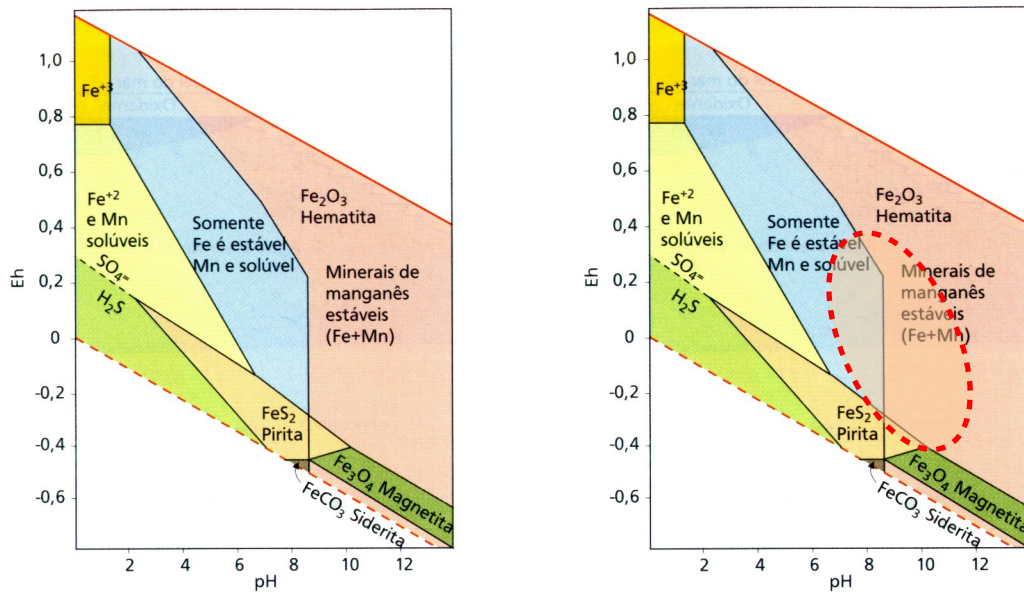 1,0
0,8
0,6
0,4
0,2
0
-0,2
-0,4
-0,6
Eh
Fe+3
Fe+2
e Mn
solúveis
SO4=
H2S
Somente
Fe é estável
Mn e solúvel
Fe2O3
Hematita
Minerais de
manganês
estáveis
(Fe+Mn)
FeS2
Pirita
Fe3O4 Magnetita
FeCO3 Siderita
2 4 6 8 10 12
pH
1,0
0,8
0,6
0,4
0,2
0
-0,2
-0,4
-0,6
Eh
Fe+3
Fe+2
e Mn
solúveis
SO4=
H2S
Somente
Fe é estável
Mn e solúvel
Fe2O3
Hematita
Minerais de
manganês
estáveis
(Fe+Mn)
FeS2
Pirita
Fe3O4 Magnetita
FeCO3 Siderita
2 4 6 8 10 12
pH